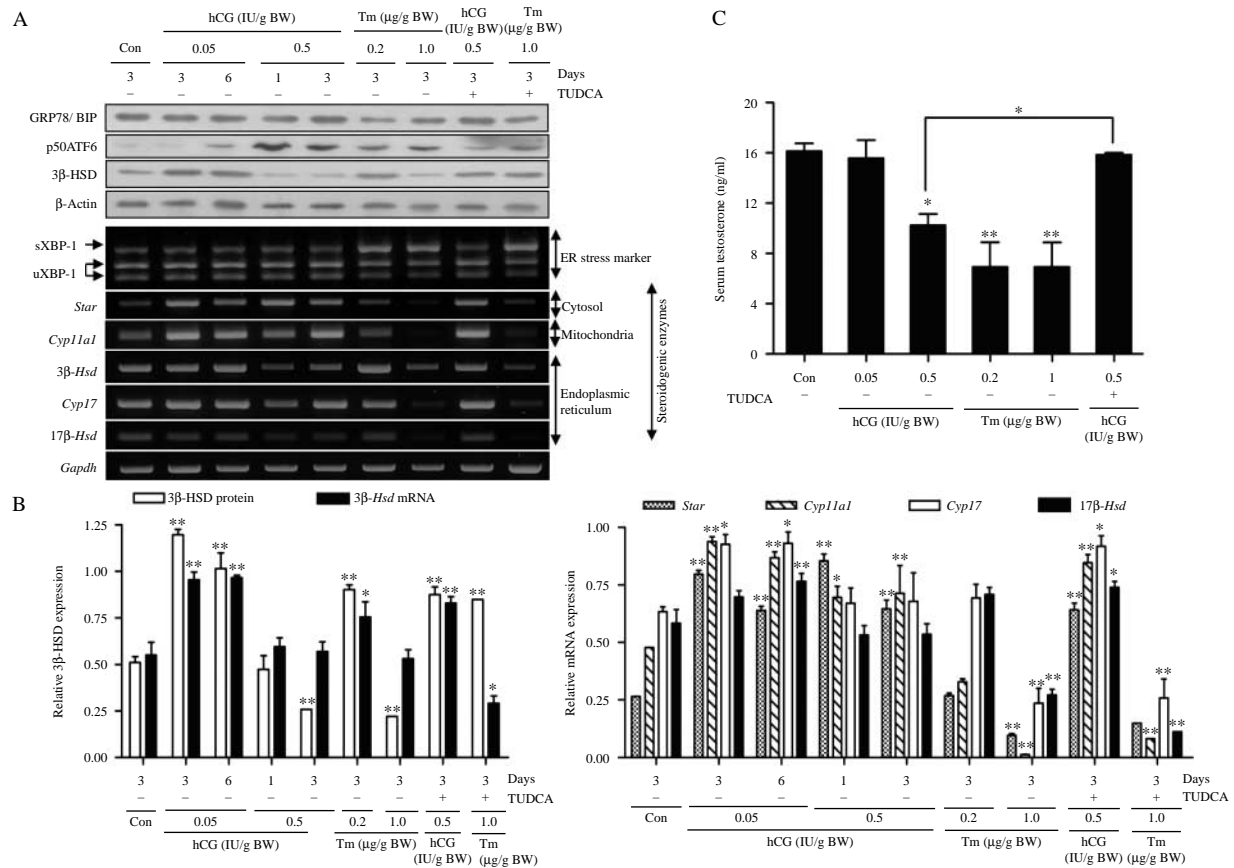 A
hCG (IU/g BW) Tm (μg/g BW) hCG (IU/g BW) Tm (μg/g BW)
Con 0.05 0.5 0.2 1.0 0.5 1.0
3 3 6 1 3 3 3 3 3 Days
– – – – – – – + + TUDCA
GRP78/ BIP
p50ATF6
3β-HSD
β-Actin
sXBP-1
uXBP-1
ER stress marker
Star
Cytosol
Cyp11a1
Mitochondria
3β-Hsd
Cyp17
Endoplasmic reticulum
17β-Hsd
Steroidogenic enzymes
Gapdh
C
Serum testosterone (ng/ml)
20
16
12
8
4
0
* ** ** *
Con 0.05 0.5 0.2 1 0.5
TUDCA – – – – – +
hCG (IU/g BW) Tm (μg/g BW) hCG (IU/g BW)
B
3β-HSD protein 3β-Hsd mRNA
Relative 3β-HSD expression
1.25
1.00
0.75
0.50
0.25
0.00
** ** ** ** ** ** * ** ** ** ** *
3 3 6 1 3 3 3 3 3 Days
– – – – – – – + + TUDCA
Con 0.05 0.5 0.2 1.0 0.5 1.0
hCG (IU/g BW) Tm (μg/g BW) hCG (IU/g BW) Tm (μg/g BW)
Star Cyp11a1 Cyp17 17β-Hsd
Relative mRNA expression
1.00
0.75
0.50
0.25
0.00
** ** * ** ** * ** * ** ** ** ** ** ** ** ** * * ** ** **
3 3 6 1 3 3 3 3 3 Days
– – – – – – – + + TUDCA
Con 0.05 0.5 0.2 1.0 0.5 1.0
hCG (IU/g BW) Tm (μg/g BW) hCG (IU/g BW) Tm (μg/g BW)